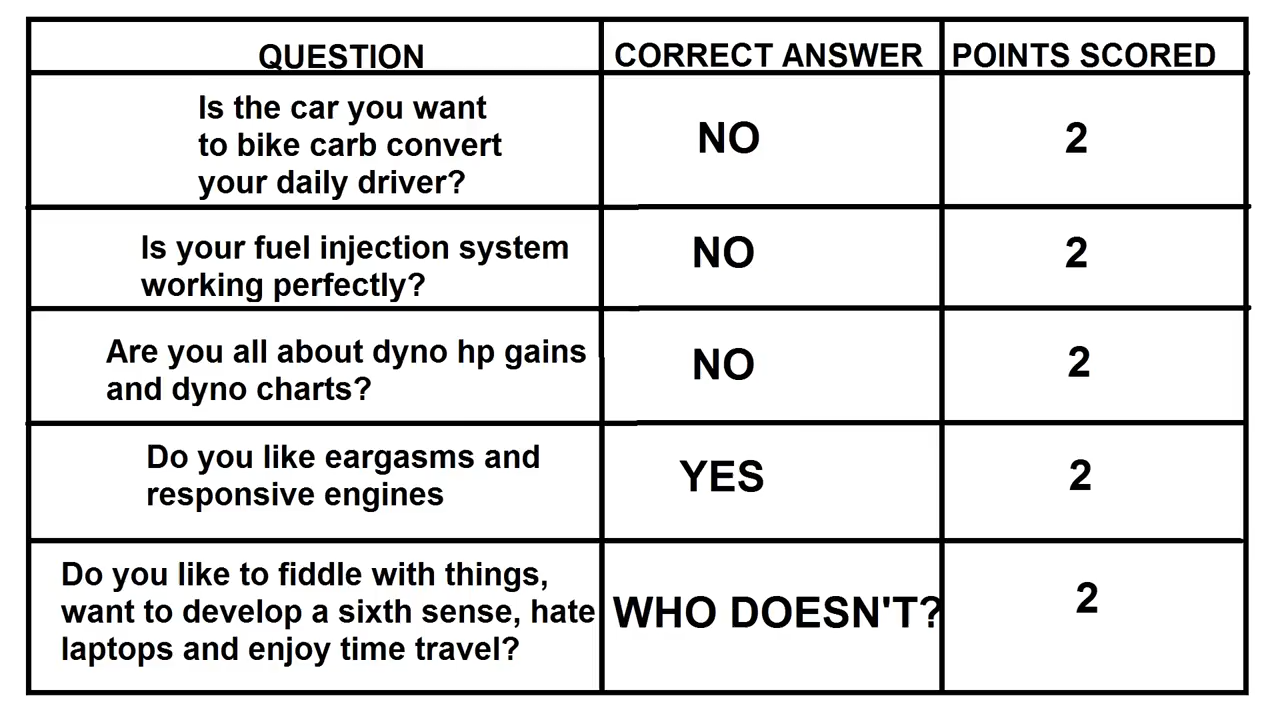 QUESTION CORRECT ANSWER POINTS SCORED
Is the car you want
to bike carb convert
your daily driver?
NO
2
Is your fuel injection system
working perfectly?
NO
2
Are you all about dyno hp gains
and dyno charts?
NO
2
Do you like eargasms and
responsive engines
YES
2
Do you like to fiddle with things,
want to develop a sixth sense, hate
laptops and enjoy time travel?
WHO DOESN'T?
2